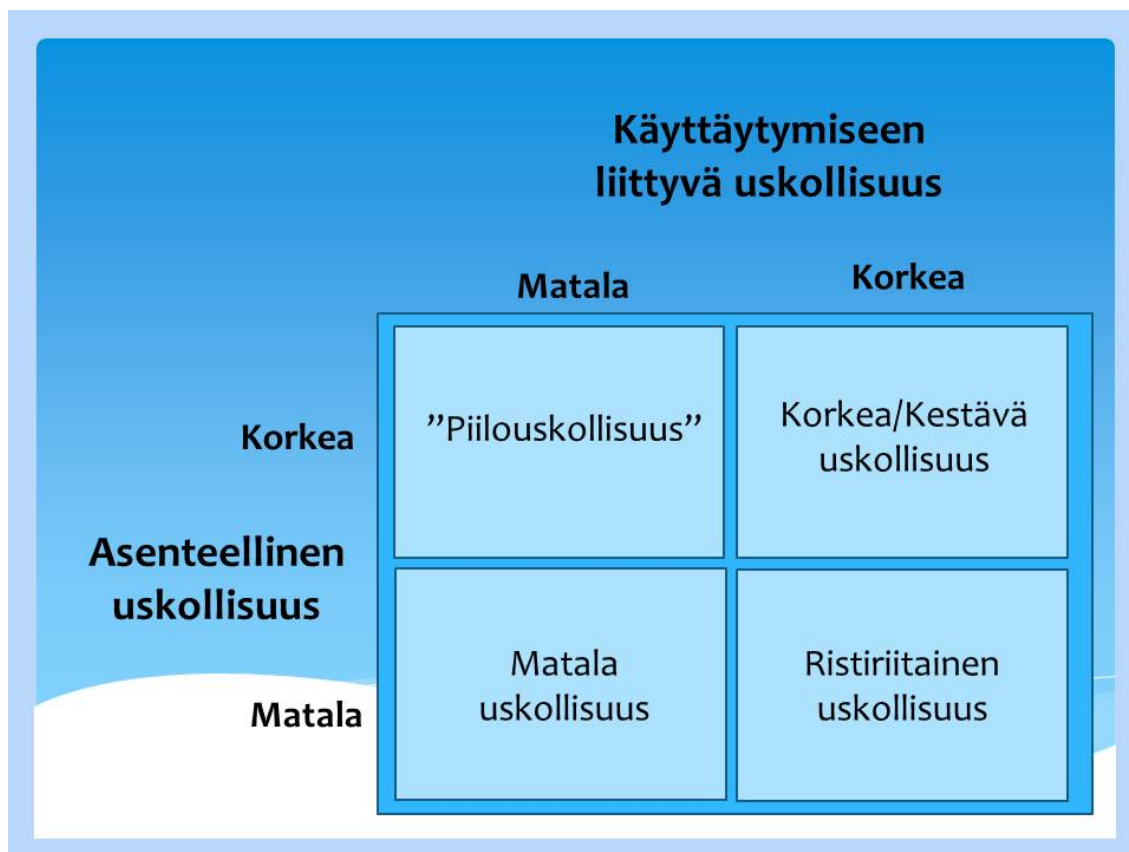 Käyttäytymiseen
liittyvä uskollisuus
Matala
Korkea
Korkea
”Piilouskollisuus”
Korkea/Kestävä
uskollisuus
Asenteellinen
uskollisuus
Matala
Matala
uskollisuus
Ristiriitainen
uskollisuus